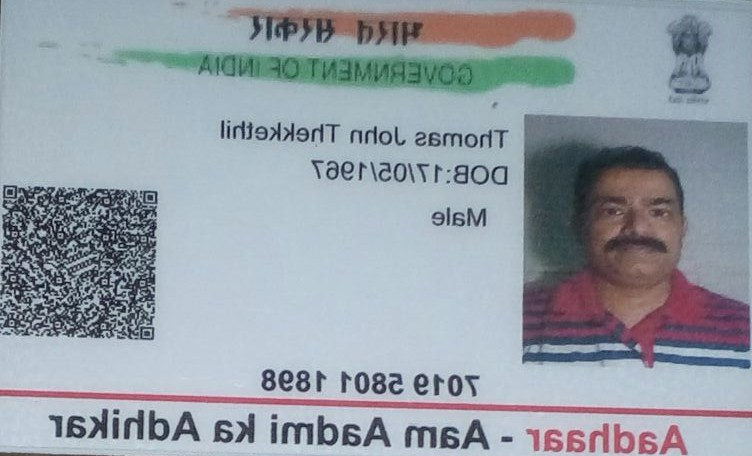 भारत सरकार
GOVERNMENT OF INDIA
Thomas John Thekkethil
DOB:17/05/1967
Male
7019 5801 1898
Aadhaar - Aam Aadmi ka Adhikar